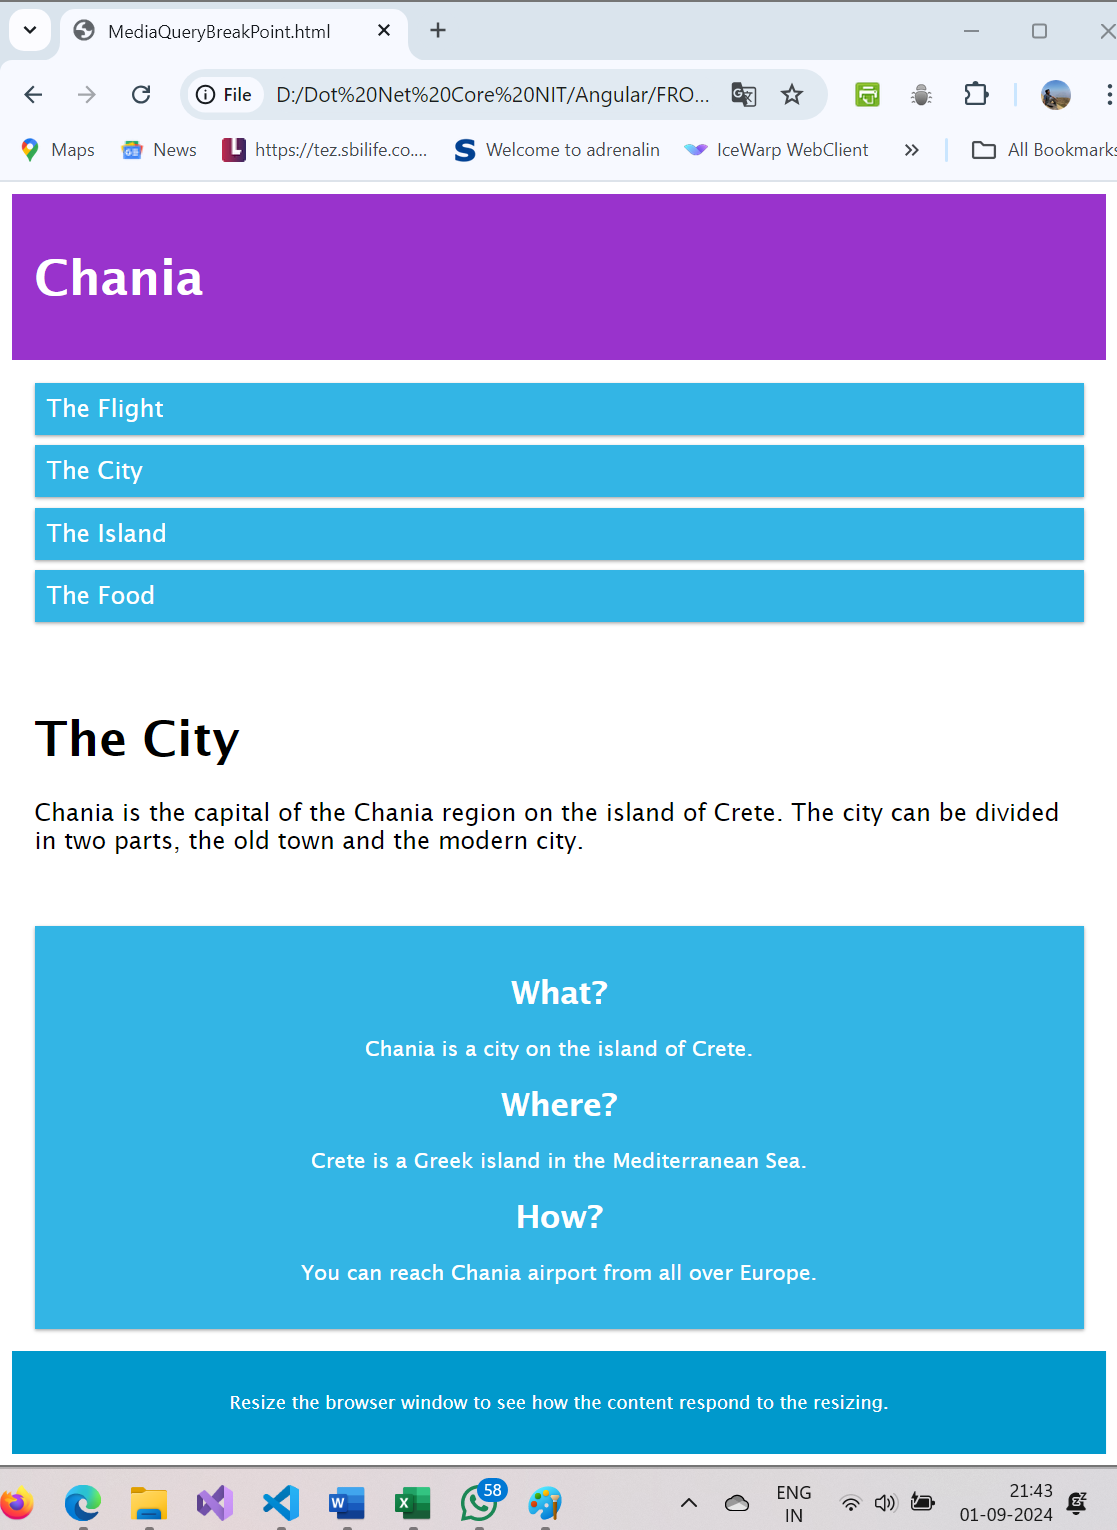 MediaQueryBreakPoint.html
File D:/Dot%20Net%20Core%20NIT/Angular/FRO...
Maps News https://tez.sbilife.co.... Welcome to adrenalin IceWarp WebClient » All Bookmarks
Chania
The Flight
The City
The Island
The Food
The City
Chania is the capital of the Chania region on the island of Crete. The city can be divided
in two parts, the old town and the modern city.
What?
Chania is a city on the island of Crete.
Where?
Crete is a Greek island in the Mediterranean Sea.
How?
You can reach Chania airport from all over Europe.
Resize the browser window to see how the content respond to the resizing.
58
ENG
IN
21:43
01-09-2024